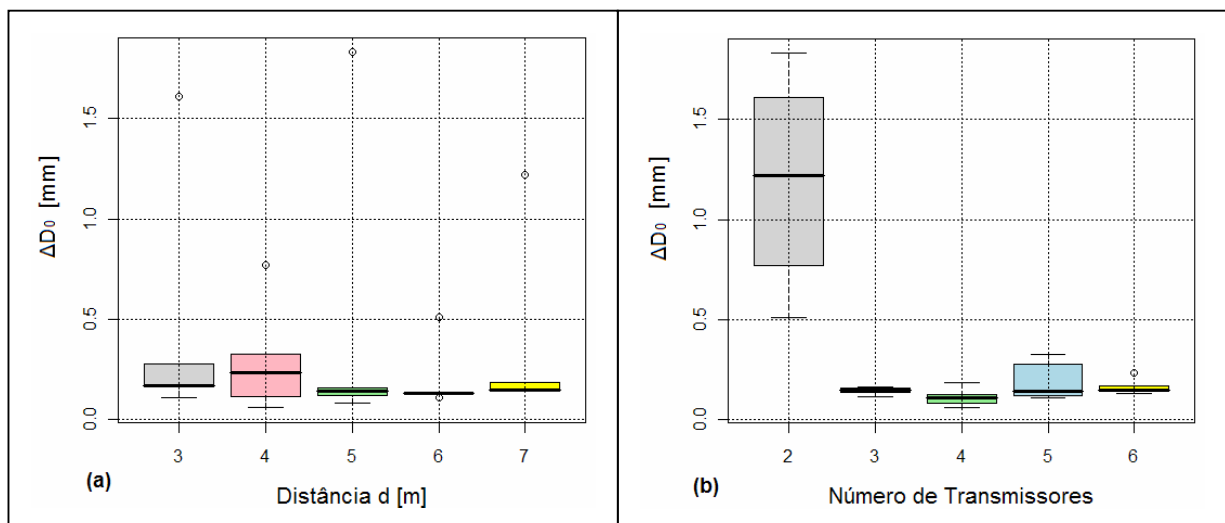 1.5
1.0
0.5
0.0
ΔD₀ [mm]
3 4 5 6 7
(a)
Distância d [m]
1.5
1.0
0.5
0.0
ΔD₀ [mm]
2 3 4 5 6
(b)
Número de Transmissores